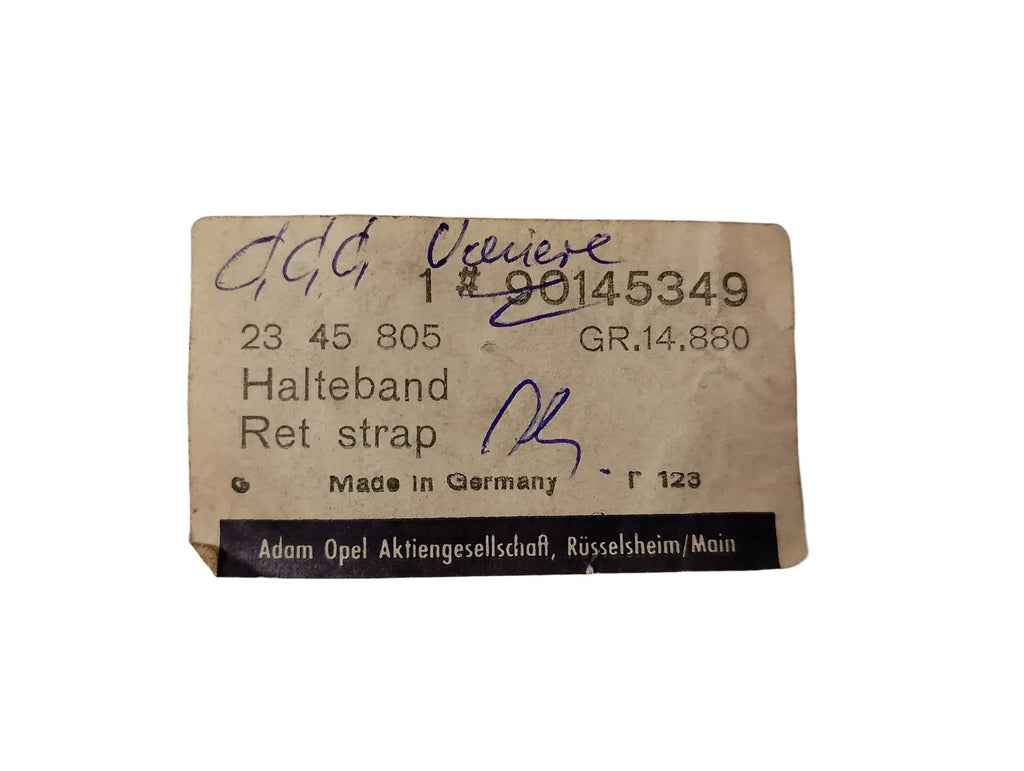 1 # 90145349
23 45 805 GR.14.880
Halteband
Ret strap
G Made in Germany Γ 123
Adam Opel Aktiengesellschaft, Rüsselsheim/Main